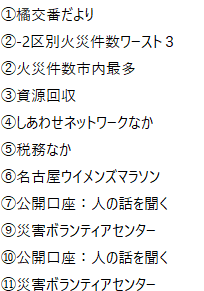 ①橘交番だより
②-2区別火災件数ワースト３
②火災件数市内最多
③資源回収
④しあわせネットワークなか
⑤税務なか
⑥名古屋ウイメンズマラソン
⑦公開口座：人の話を聞く
⑨災害ボランティアセンター
⑩公開口座：人の話を聞く
⑪災害ボランティアセンター